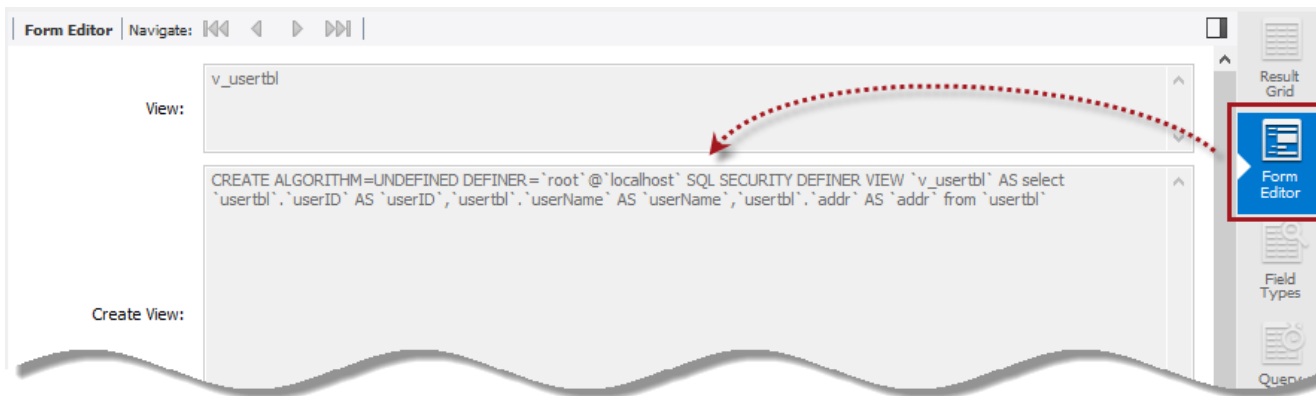 Form Editor Navigate:
View:
v_usertbl
Create View:
CREATE ALGORITHM=UNDEFINED DEFINER=`root`@`localhost` SQL SECURITY DEFINER VIEW `v_usertbl` AS select
`usertbl`.`userID` AS `userID`,`usertbl`.`userName` AS `userName`,`usertbl`.`addr` AS `addr` from `usertbl`
Result
Grid
Form
Editor
Field
Types
Query